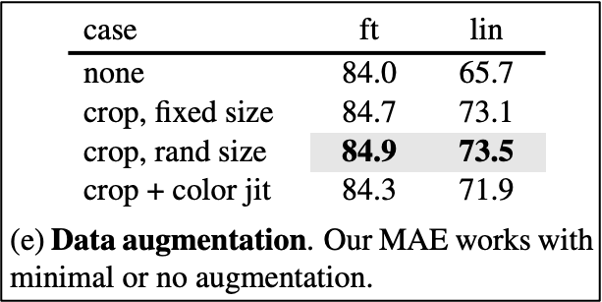 case ft lin
none 84.0 65.7
crop, fixed size 84.7 73.1
crop, rand size 84.9 73.5
crop + color jit 84.3 71.9
(e) Data augmentation. Our MAE works with
minimal or no augmentation.